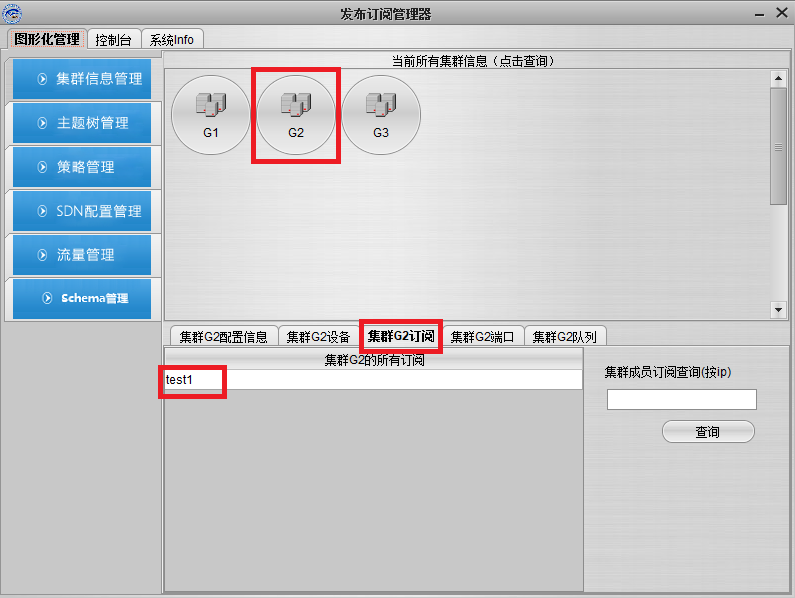 发布订阅管理器
图形化管理 控制台 系统Info
集群信息管理
主题树管理
策略管理
SDN配置管理
流量管理
Schema管理
当前所有集群信息（点击查询）
G1 G2 G3
集群G2配置信息 集群G2设备 集群G2订阅 集群G2端口 集群G2队列
集群G2的所有订阅
test1
集群成员订阅查询(按ip)
查询